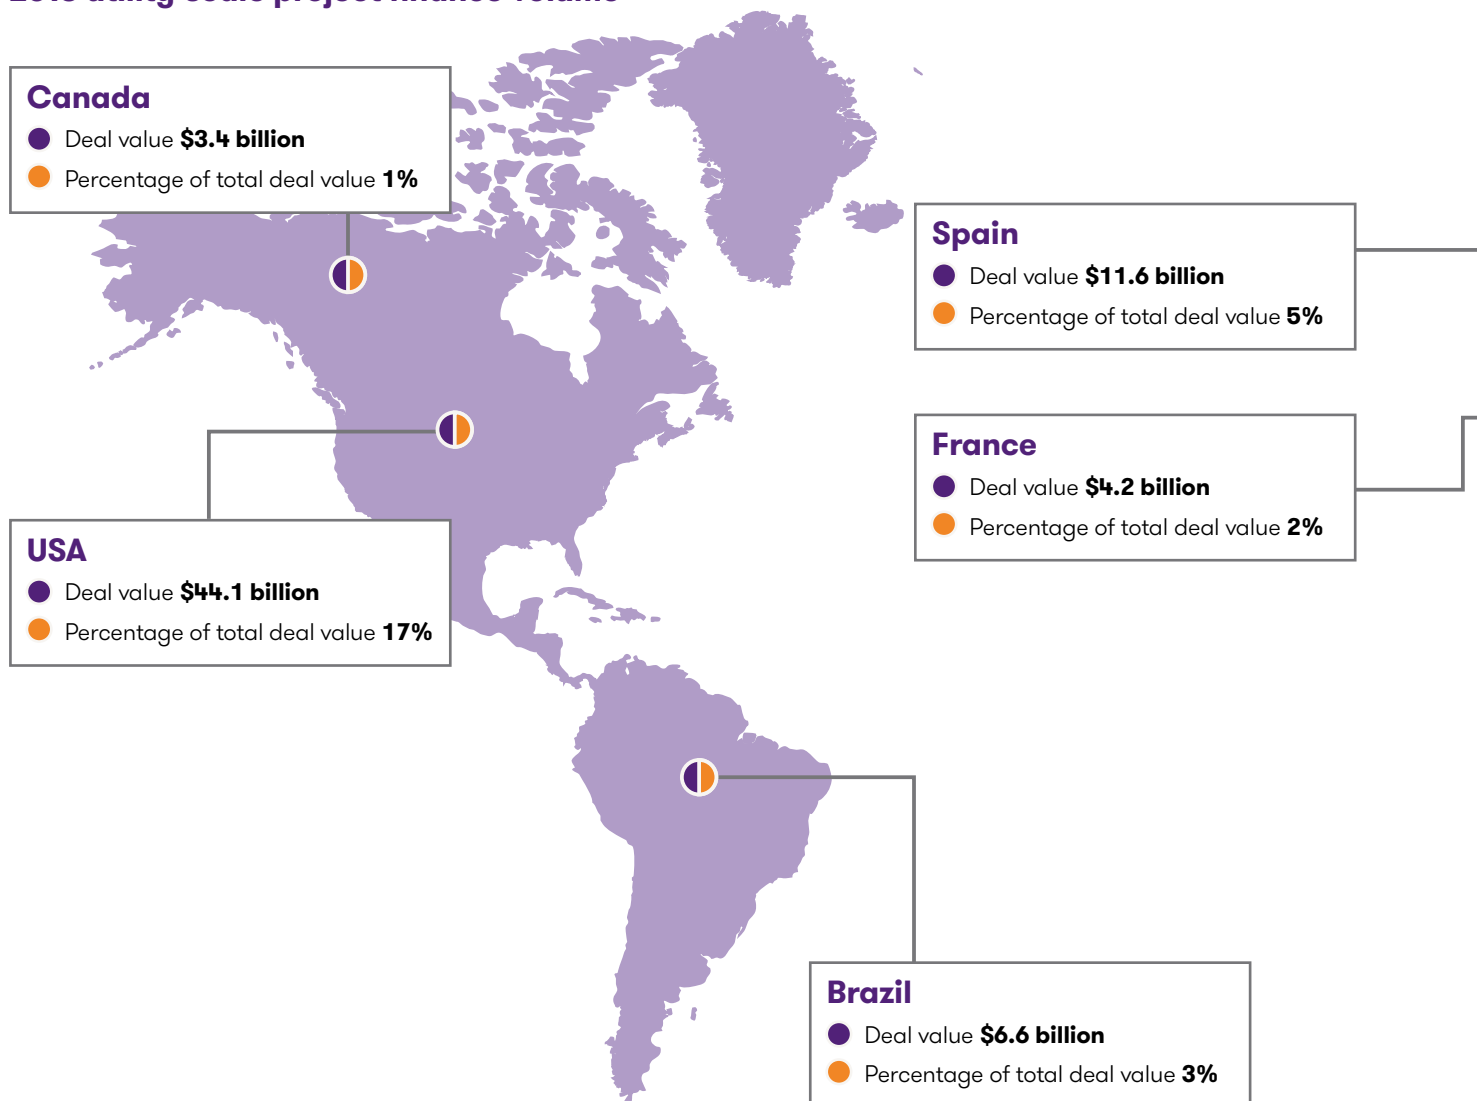 Canada
Deal value $3.4 billion
Percentage of total deal value 1%
Spain
Deal value $11.6 billion
Percentage of total deal value 5%
France
Deal value $4.2 billion
Percentage of total deal value 2%
USA
Deal value $44.1 billion
Percentage of total deal value 17%
Brazil
Deal value $6.6 billion
Percentage of total deal value 3%